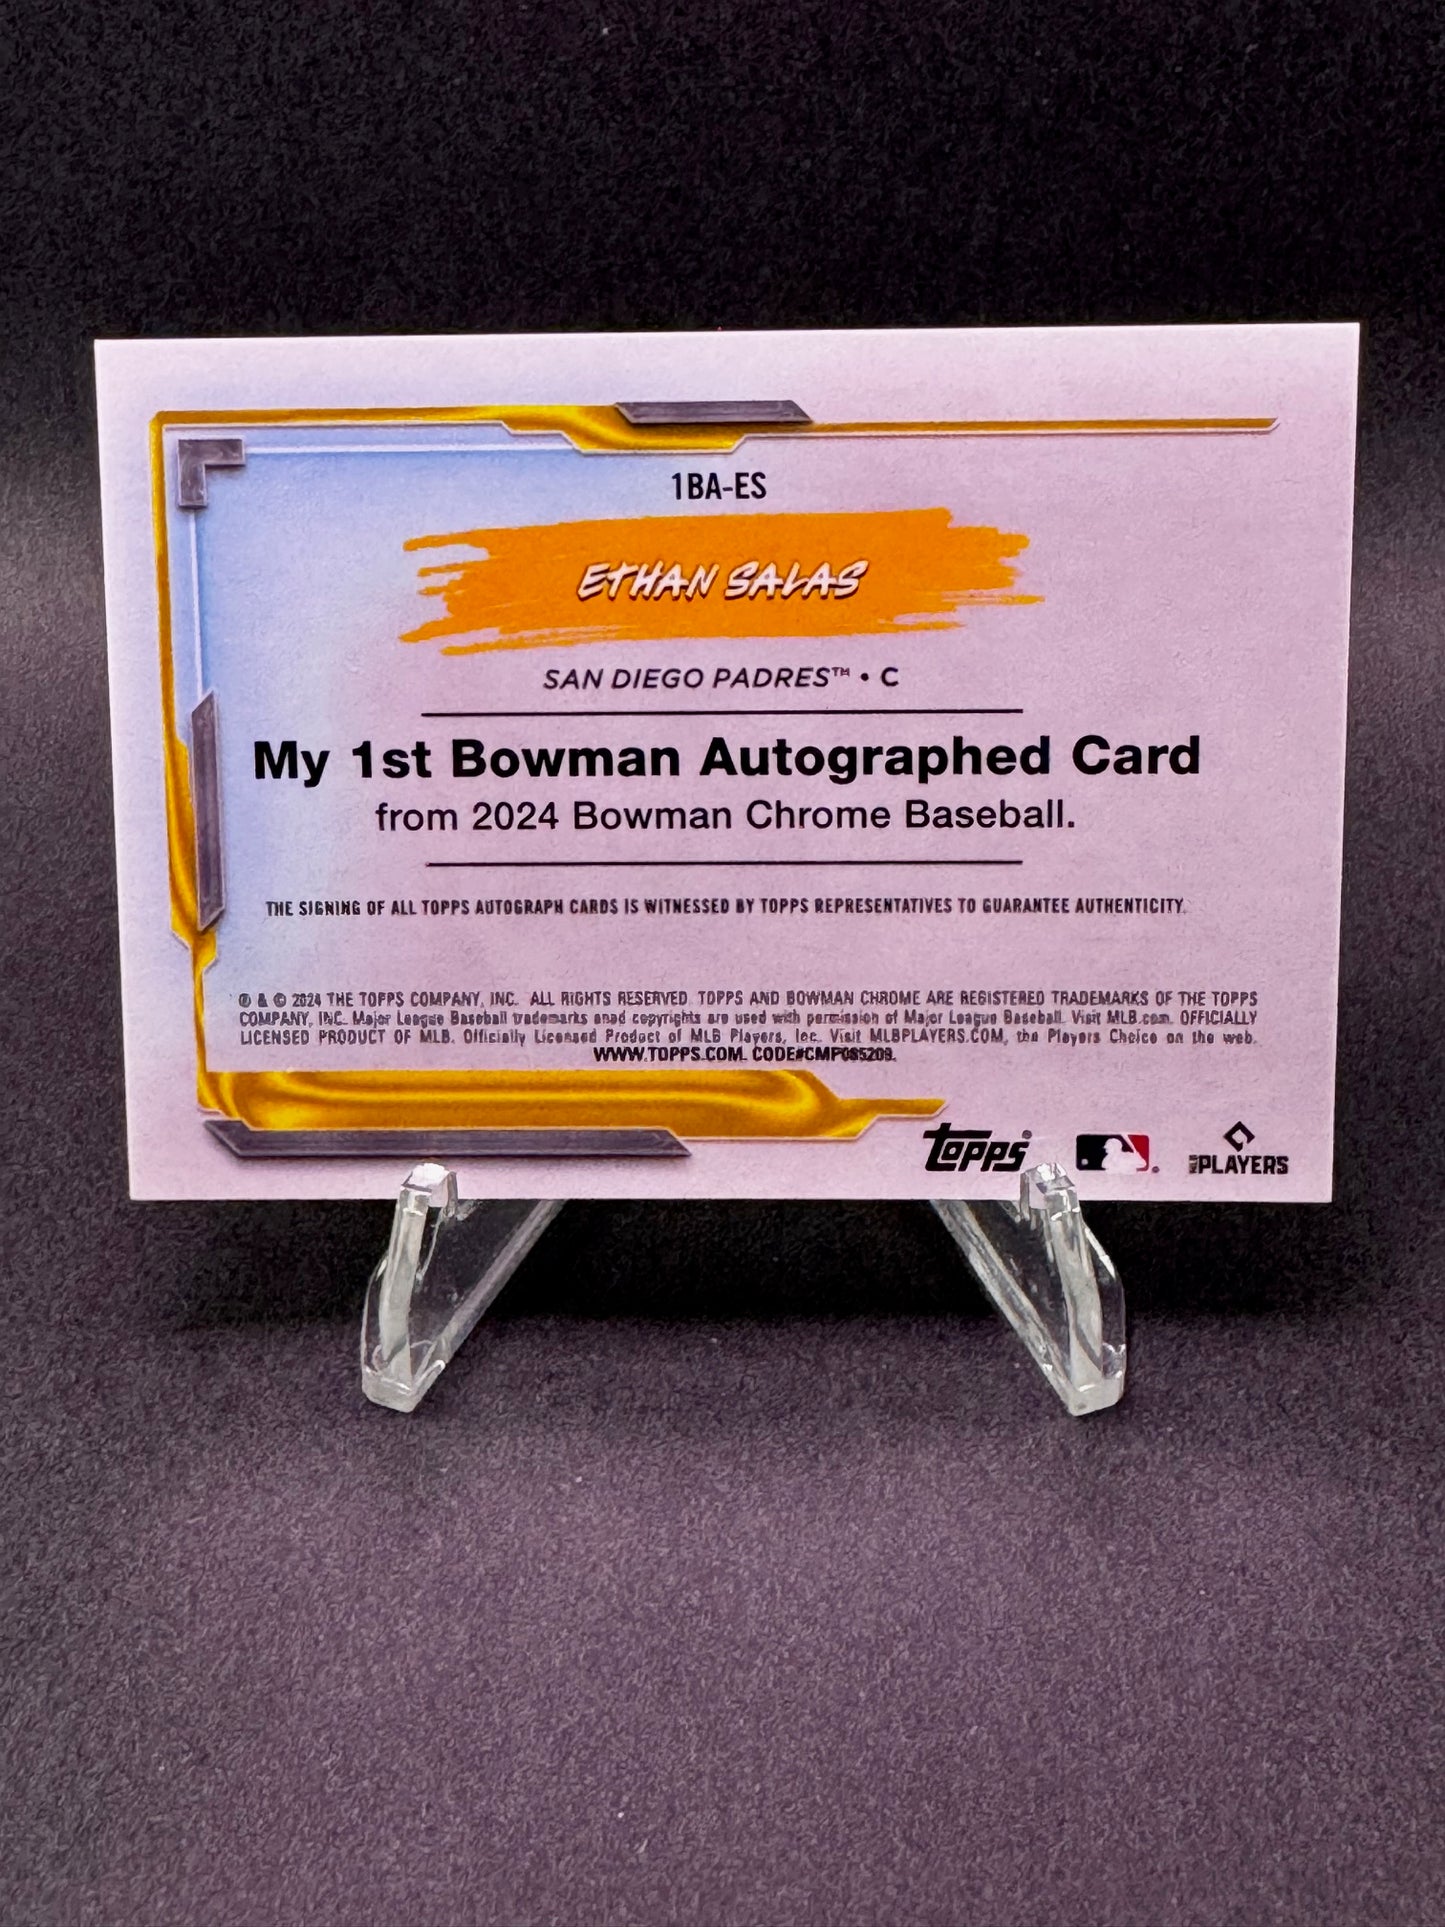 1BA-ES
ETHAN SALAS
SAN DIEGO PADRES™ • C
My 1st Bowman Autographed Card
from 2024 Bowman Chrome Baseball.
THE SIGNING OF ALL TOPPS AUTOGRAPH CARDS IS WITNESSED BY TOPPS REPRESENTATIVES TO GUARANTEE AUTHENTICITY.
® & © 2024 THE TOPPS COMPANY, INC. ALL RIGHTS RESERVED. TOPPS AND BOWMAN CHROME ARE REGISTERED TRADEMARKS OF THE TOPPS
COMPANY, INC. Major League Baseball trademarks anad copyrights are used with permission of Major League Baseball. Visit MLB.com. OFFICIALLY
LICENSED PRODUCT OF MLB. Officially Licensed Product of MLB Players, Inc. Visit MLBPLAYERS.COM, the Players Choice on the web.
WWW.TOPPS.COM. CODE#CMP085209.
topps®
MLB PLAYERS